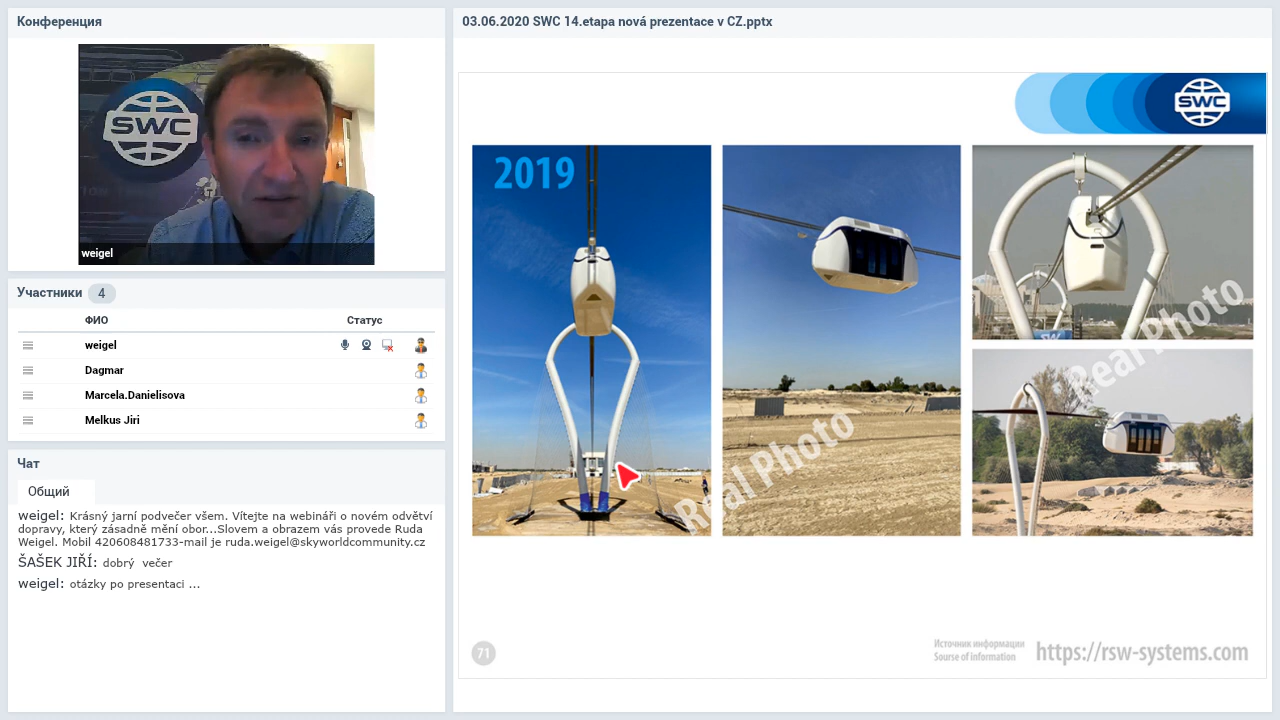 Конференция
SWC
weigel
Участники 4
ФИО Статус
weigel
Dagmar
Marcela.Danielisova
Melkus Jiri
Чат
Общий
weigel: Krásný jarní podvečer všem. Vítejte na webináři o novém odvětví
dopravy, který zásadně mění obor...Slovem a obrazem vás provede Ruda
Weigel. Mobil 420608481733-mail je ruda.weigel@skyworldcommunity.cz
ŠAŠEK JIŘÍ: dobrý večer
weigel: otázky po presentaci ...
03.06.2020 SWC 14.etapa nová prezentace v CZ.pptx
SWC
2019
Real Photo
Real Photo
71
Источник информации
Sourse of information
https://rsw-systems.com